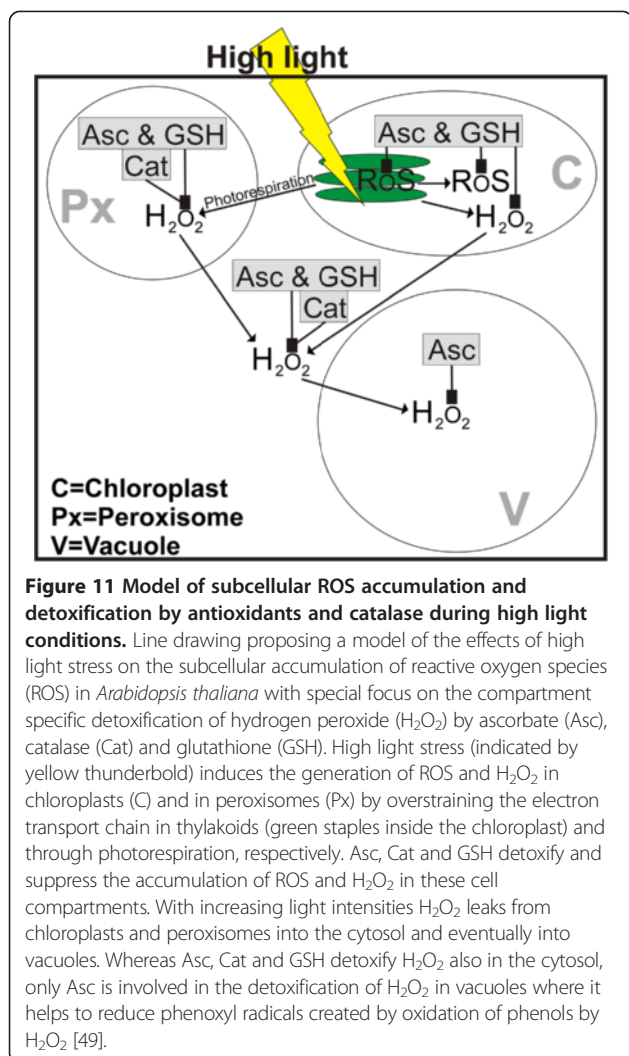 High light
Asc & GSH
Cat
Px
H₂O₂
Photorespiration
Asc & GSH
RoS
RoS
C
H₂O₂
Asc & GSH
Cat
H₂O₂
Asc
H₂O₂
V
C=Chloroplast
Px=Peroxisome
V=Vacuole
Figure 11 Model of subcellular ROS accumulation and
detoxification by antioxidants and catalase during high light
conditions. Line drawing proposing a model of the effects of high
light stress on the subcellular accumulation of reactive oxygen species
(ROS) in Arabidopsis thaliana with special focus on the compartment
specific detoxification of hydrogen peroxide (H₂O₂) by ascorbate (Asc),
catalase (Cat) and glutathione (GSH). High light stress (indicated by
yellow thunderbold) induces the generation of ROS and H₂O₂ in
chloroplasts (C) and in peroxisomes (Px) by overstraining the electron
transport chain in thylakoids (green staples inside the chloroplast) and
through photorespiration, respectively. Asc, Cat and GSH detoxify and
suppress the accumulation of ROS and H₂O₂ in these cell
compartments. With increasing light intensities H₂O₂ leaks from
chloroplasts and peroxisomes into the cytosol and eventually into
vacuoles. Whereas Asc, Cat and GSH detoxify H₂O₂ also in the cytosol,
only Asc is involved in the detoxification of H₂O₂ in vacuoles where it
helps to reduce phenoxyl radicals created by oxidation of phenols by
H₂O₂ [49].